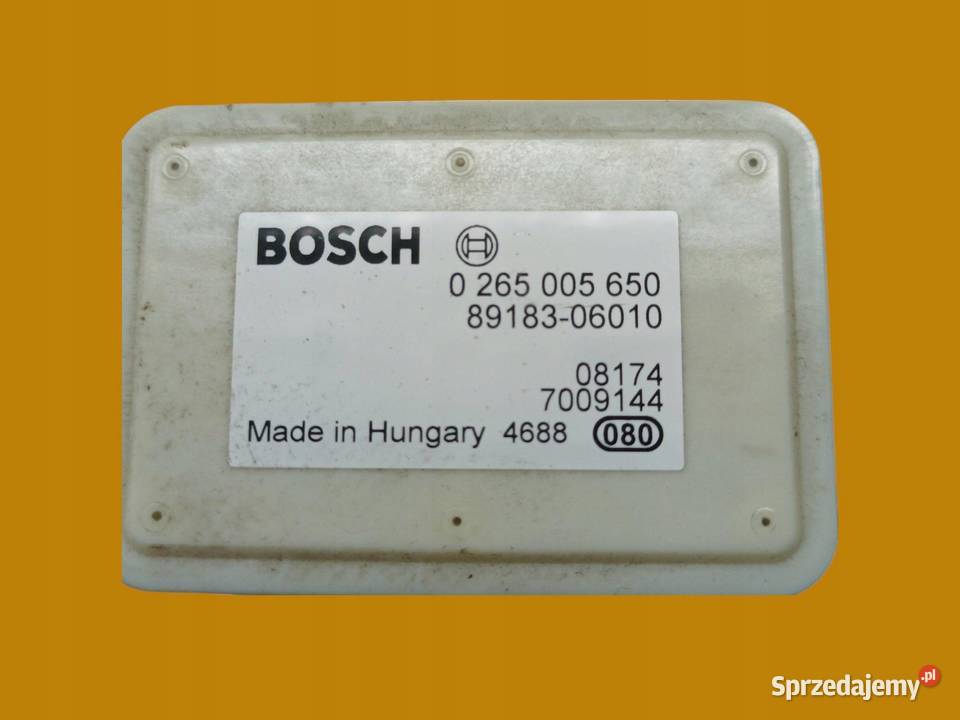 BOSCH
0 265 005 650
89183-06010
08174
7009144
Made in Hungary 4688 080
Sprzedajemy.pl